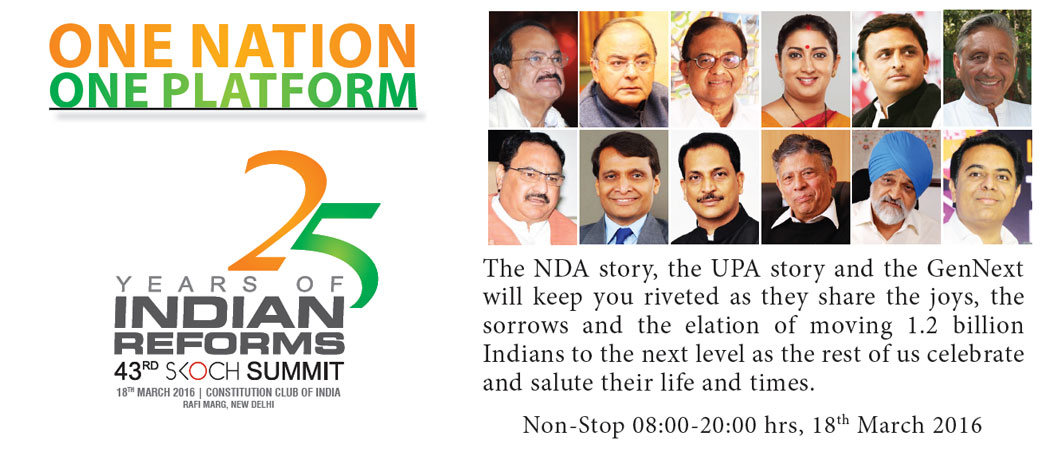 ONE NATION
ONE PLATFORM
25
YEARS OF
INDIAN
REFORMS
43RD SKOCH SUMMIT
18TH MARCH 2016 | CONSTITUTION CLUB OF INDIA
RAFI MARG, NEW DELHI
The NDA story, the UPA story and the GenNext
will keep you riveted as they share the joys, the
sorrows and the elation of moving 1.2 billion
Indians to the next level as the rest of us celebrate
and salute their life and times.
Non-Stop 08:00-20:00 hrs, 18th March 2016